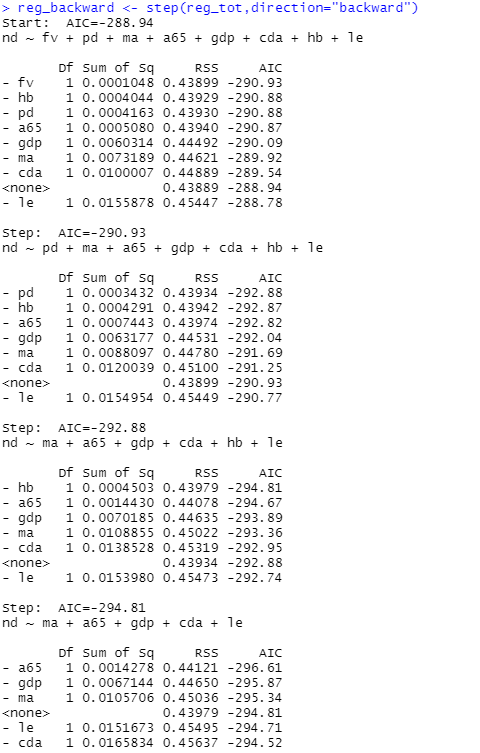 > reg_backward <- step(reg_tot,direction="backward")
Start:  AIC=-288.94
nd ~ fv + pd + ma + a65 + gdp + cda + hb + le

       Df Sum of Sq     RSS     AIC
- fv    1 0.0001048 0.43899 -290.93
- hb    1 0.0004044 0.43929 -290.88
- pd    1 0.0004163 0.43930 -290.88
- a65   1 0.0005080 0.43940 -290.87
- gdp   1 0.0060314 0.44492 -290.09
- ma    1 0.0073189 0.44621 -289.92
- cda   1 0.0100007 0.44889 -289.54
<none>              0.43889 -288.94
- le    1 0.0155878 0.45447 -288.78

Step:  AIC=-290.93
nd ~ pd + ma + a65 + gdp + cda + hb + le

       Df Sum of Sq     RSS     AIC
- pd    1 0.0003432 0.43934 -292.88
- hb    1 0.0004291 0.43942 -292.87
- a65   1 0.0007443 0.43974 -292.82
- gdp   1 0.0063177 0.44531 -292.04
- ma    1 0.0088097 0.44780 -291.69
- cda   1 0.0120039 0.45100 -291.25
<none>              0.43899 -290.93
- le    1 0.0154954 0.45449 -290.77

Step:  AIC=-292.88
nd ~ ma + a65 + gdp + cda + hb + le

       Df Sum of Sq     RSS     AIC
- hb    1 0.0004503 0.43979 -294.81
- a65   1 0.0014430 0.44078 -294.67
- gdp   1 0.0070185 0.44635 -293.89
- ma    1 0.0108855 0.45022 -293.36
- cda   1 0.0138528 0.45319 -292.95
<none>              0.43934 -292.88
- le    1 0.0153980 0.45473 -292.74

Step:  AIC=-294.81
nd ~ ma + a65 + gdp + cda + le

       Df Sum of Sq     RSS     AIC
- a65   1 0.0014278 0.44121 -296.61
- gdp   1 0.0067144 0.44650 -295.87
- ma    1 0.0105706 0.45036 -295.34
<none>              0.43979 -294.81
- le    1 0.0151673 0.45495 -294.71
- cda   1 0.0165834 0.45637 -294.52